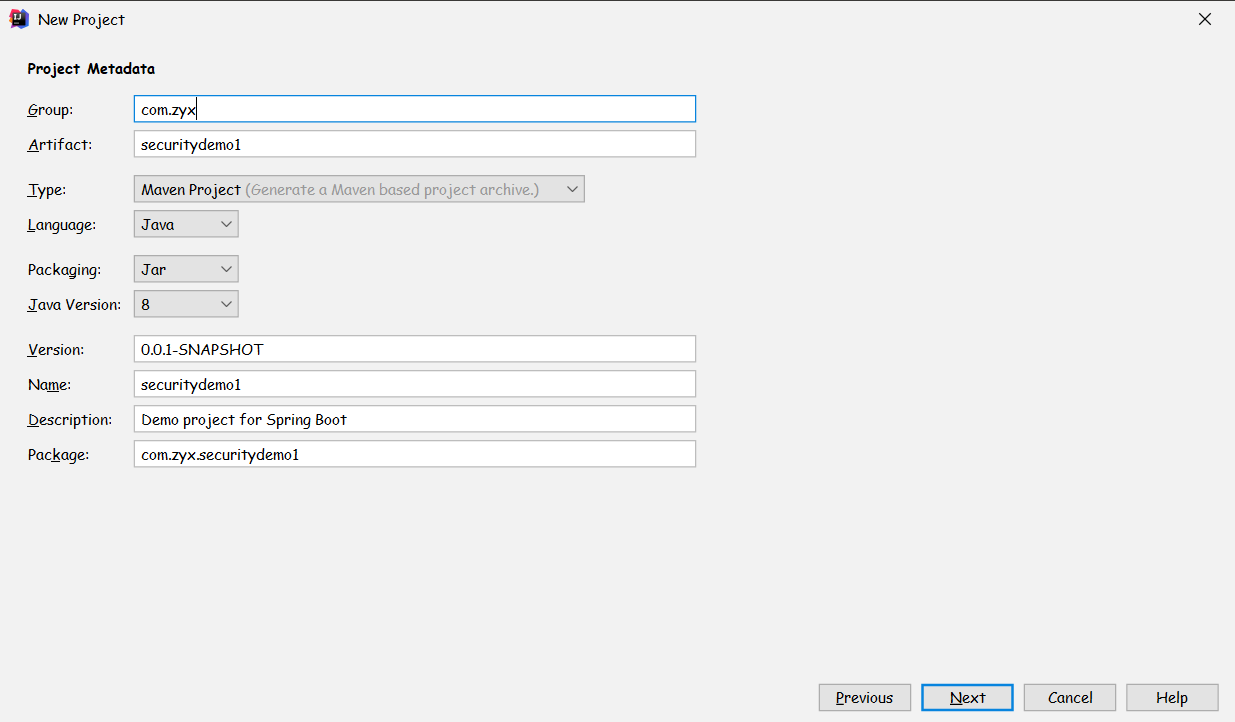 New Project
Project Metadata
Group: com.zyx
Artifact: securitydemo1
Type: Maven Project (Generate a Maven based project archive.)
Language: Java
Packaging: Jar
Java Version: 8
Version: 0.0.1-SNAPSHOT
Name: securitydemo1
Description: Demo project for Spring Boot
Package: com.zyx.securitydemo1
Previous Next Cancel Help